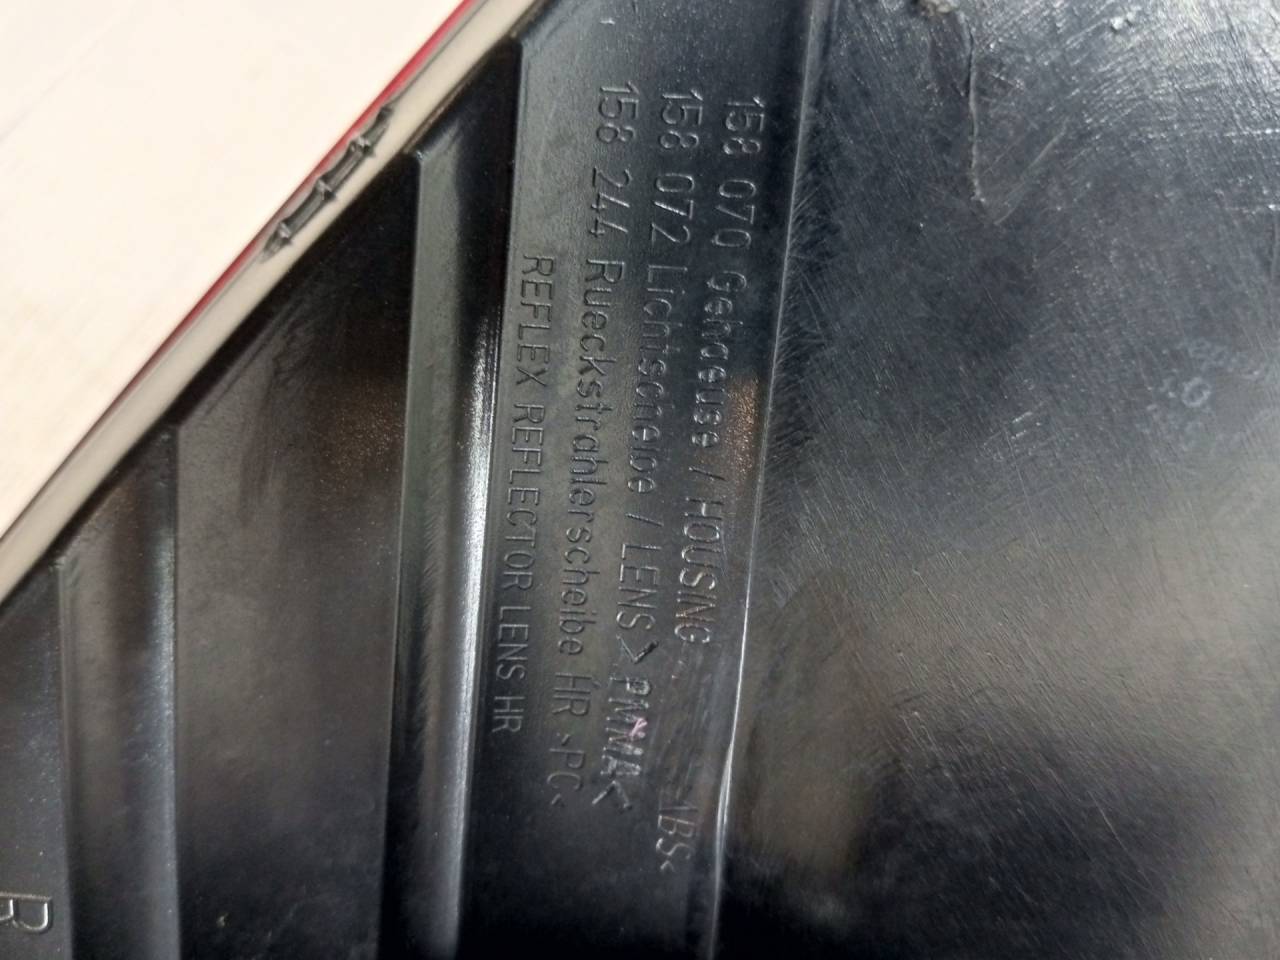 158 070 Gehaeuse / HOUSING >ABS<
158 072 Lichtscheibe / LENS >PMMA<
158 244 Rueckstrahlerscheibe HR >PC<
REFLEX REFLECTOR LENS HR
R